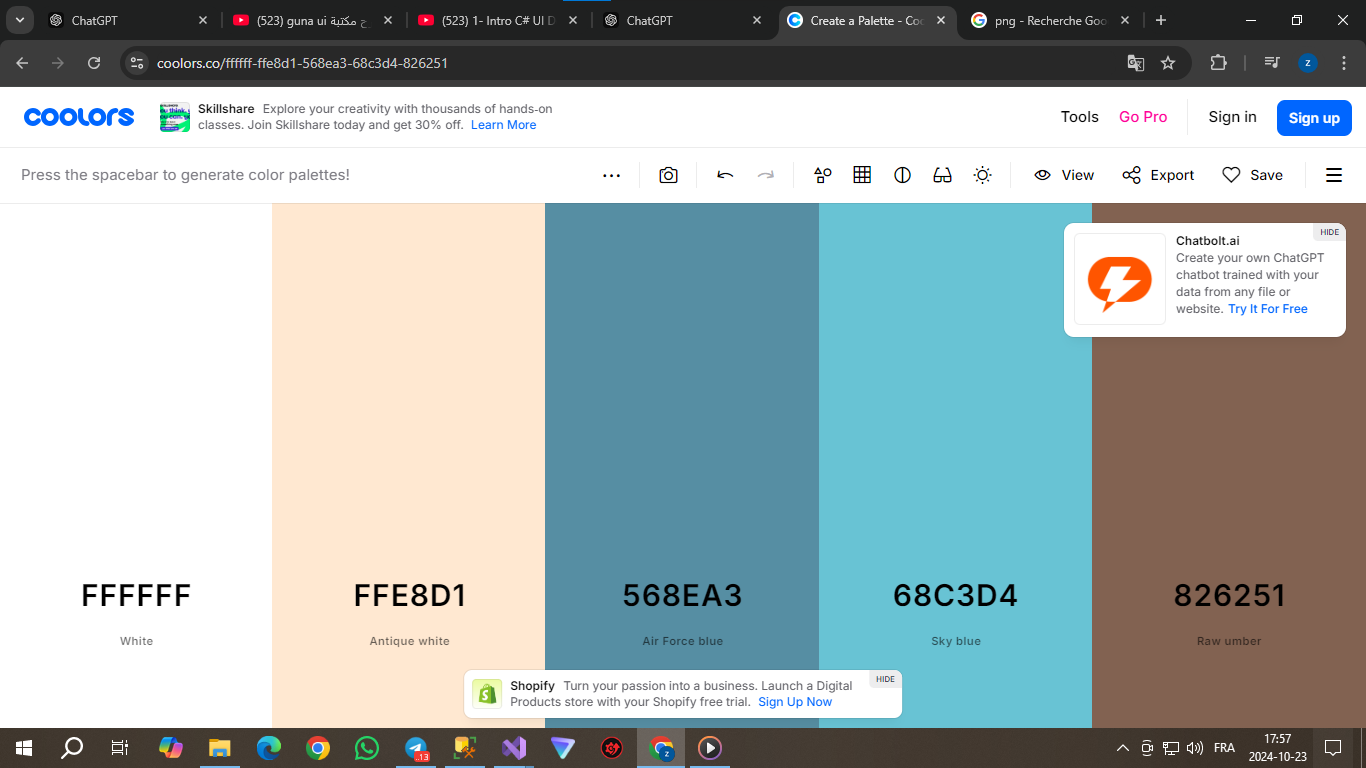 ChatGPT
(523) guna ui شرح مكتبة
(523) 1- Intro C# UI D
ChatGPT
Create a Palette - Coo
png - Recherche Goo
coolors.co/ffffff-ffe8d1-568ea3-68c3d4-826251
z
coolors
Skillshare Explore your creativity with thousands of hands-on
classes. Join Skillshare today and get 30% off. Learn More
Tools
Go Pro
Sign in
Sign up
Press the spacebar to generate color palettes!
View
Export
Save
HIDE
Chatbolt.ai
Create your own ChatGPT
chatbot trained with your
data from any file or
website. Try It For Free
FFFFFF
White
FFE8D1
Antique white
568EA3
Air Force blue
68C3D4
Sky blue
826251
Raw umber
HIDE
Shopify Turn your passion into a business. Launch a Digital
Products store with your Shopify free trial. Sign Up Now
..13
z
FRA
17:57
2024-10-23